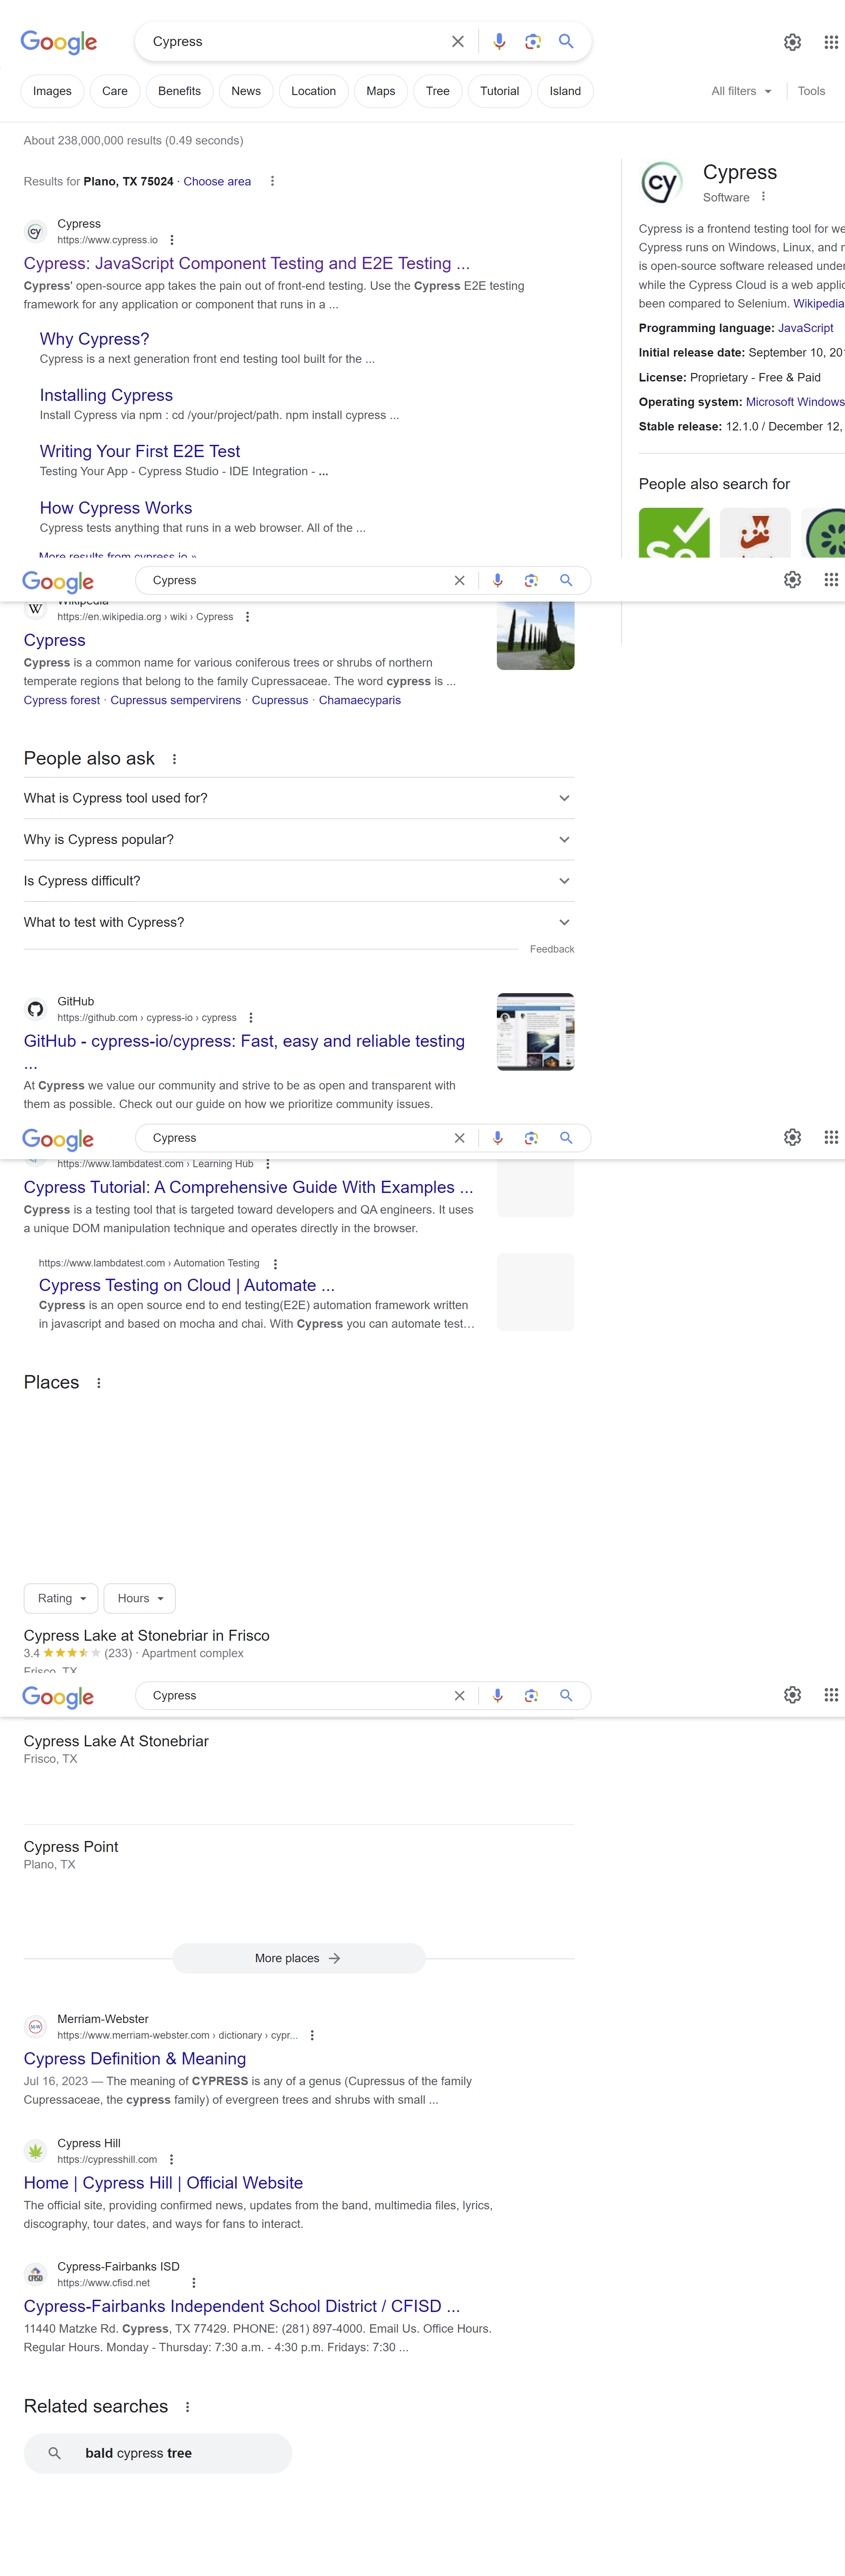 Google
Cypress
Images
Care
Benefits
News
Location
Maps
Tree
Tutorial
Island
All filters
Tools
About 238,000,000 results (0.49 seconds)
Results for Plano, TX 75024 · Choose area
Cypress
https://www.cypress.io
Cypress: JavaScript Component Testing and E2E Testing ...
Cypress' open-source app takes the pain out of front-end testing. Use the Cypress E2E testing
framework for any application or component that runs in a ...
Why Cypress?
Cypress is a next generation front end testing tool built for the ...
Installing Cypress
Install Cypress via npm : cd /your/project/path. npm install cypress ...
Writing Your First E2E Test
Testing Your App - Cypress Studio - IDE Integration - ...
How Cypress Works
Cypress tests anything that runs in a web browser. All of the ...
More results from cypress.io »
cy
Cypress
Software
Cypress is a frontend testing tool for we
Cypress runs on Windows, Linux, and
is open-source software released under
while the Cypress Cloud is a web applic
been compared to Selenium. Wikipedia
Programming language: JavaScript
Initial release date: September 10, 201
License: Proprietary - Free & Paid
Operating system: Microsoft Windows
Stable release: 12.1.0 / December 12,
People also search for
Se
Google
Cypress
Wikipedia
https://en.wikipedia.org › wiki › Cypress
Cypress
Cypress is a common name for various coniferous trees or shrubs of northern
temperate regions that belong to the family Cupressaceae. The word cypress is ...
Cypress forest · Cupressus sempervirens · Cupressus · Chamaecyparis
People also ask
What is Cypress tool used for?
Why is Cypress popular?
Is Cypress difficult?
What to test with Cypress?
Feedback
GitHub
https://github.com › cypress-io › cypress
GitHub - cypress-io/cypress: Fast, easy and reliable testing
...
At Cypress we value our community and strive to be as open and transparent with
them as possible. Check out our guide on how we prioritize community issues.
Google
Cypress
https://www.lambdatest.com › Learning Hub
Cypress Tutorial: A Comprehensive Guide With Examples ...
Cypress is a testing tool that is targeted toward developers and QA engineers. It uses
a unique DOM manipulation technique and operates directly in the browser.
https://www.lambdatest.com › Automation Testing
Cypress Testing on Cloud | Automate ...
Cypress is an open source end to end testing(E2E) automation framework written
in javascript and based on mocha and chai. With Cypress you can automate test...
Places
Rating
Hours
Cypress Lake at Stonebriar in Frisco
3.4 (233) · Apartment complex
Frisco, TX
Google
Cypress
Cypress Lake At Stonebriar
Frisco, TX
Cypress Point
Plano, TX
More places
Merriam-Webster
https://www.merriam-webster.com › dictionary › cypr...
Cypress Definition & Meaning
Jul 16, 2023 — The meaning of CYPRESS is any of a genus (Cupressus of the family
Cupressaceae, the cypress family) of evergreen trees and shrubs with small ...
Cypress Hill
https://cypresshill.com
Home | Cypress Hill | Official Website
The official site, providing confirmed news, updates from the band, multimedia files, lyrics,
discography, tour dates, and ways for fans to interact.
CFISD
Cypress-Fairbanks ISD
https://www.cfisd.net
Cypress-Fairbanks Independent School District / CFISD ...
11440 Matzke Rd. Cypress, TX 77429. PHONE: (281) 897-4000. Email Us. Office Hours.
Regular Hours. Monday - Thursday: 7:30 a.m. - 4:30 p.m. Fridays: 7:30 ...
Related searches
bald cypress tree